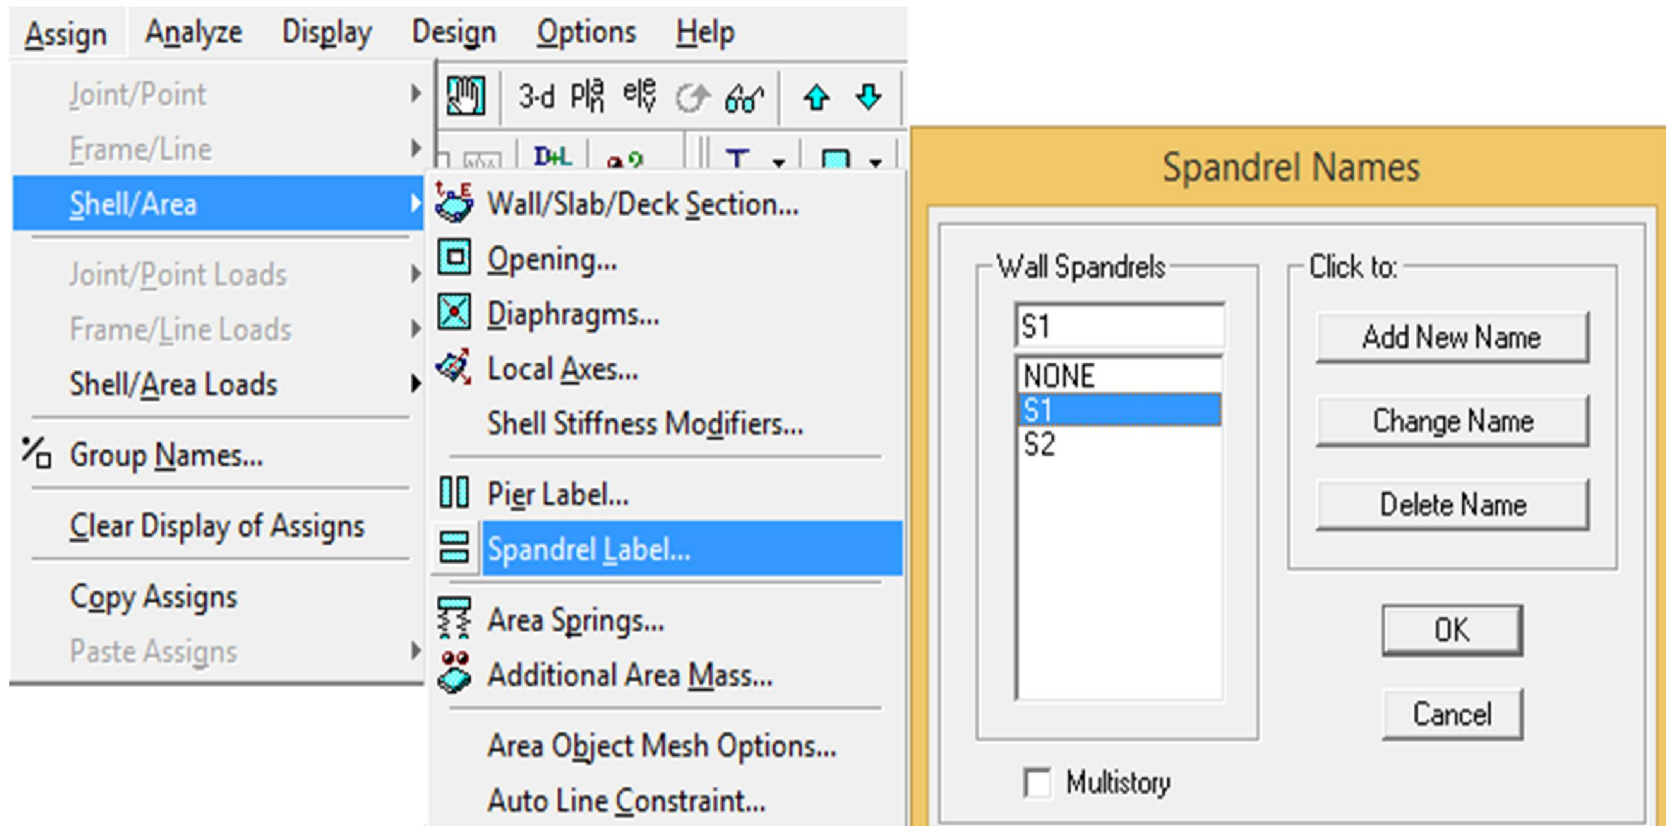 Assign Analyze Display Design Options Help
Joint/Point
Frame/Line
Shell/Area
Joint/Point Loads
Frame/Line Loads
Shell/Area Loads
Group Names...
Clear Display of Assigns
Copy Assigns
Paste Assigns
3-d plan elev
D+L
Wall/Slab/Deck Section...
Opening...
Diaphragms...
Local Axes...
Shell Stiffness Modifiers...
Pier Label...
Spandrel Label...
Area Springs...
Additional Area Mass...
Area Object Mesh Options...
Auto Line Constraint...
Spandrel Names
Wall Spandrels
S1
NONE
S1
S2
Multistory
Click to:
Add New Name
Change Name
Delete Name
OK
Cancel